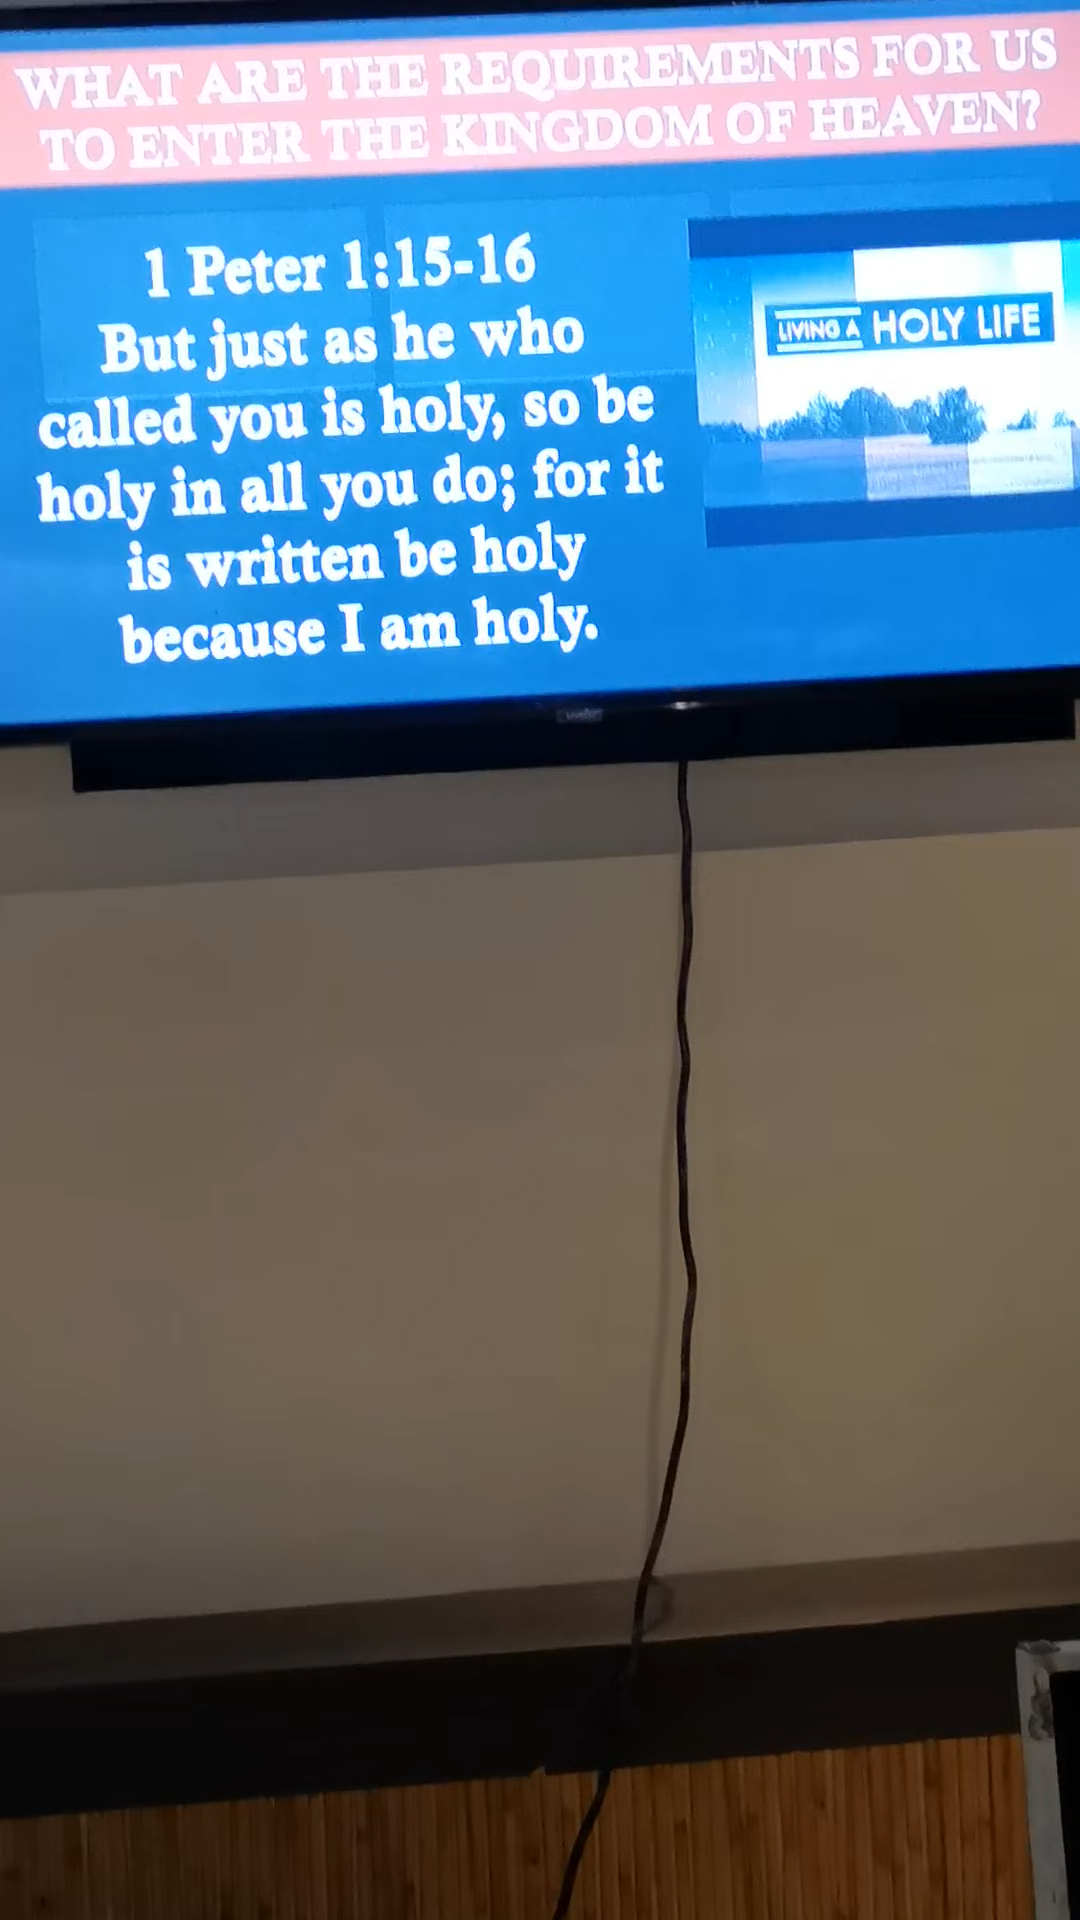 WHAT ARE THE REQUIREMENTS FOR US
TO ENTER THE KINGDOM OF HEAVEN?
1 Peter 1:15-16
But just as he who
called you is holy, so be
holy in all you do; for it
is written be holy
because I am holy.
LIVING A HOLY LIFE